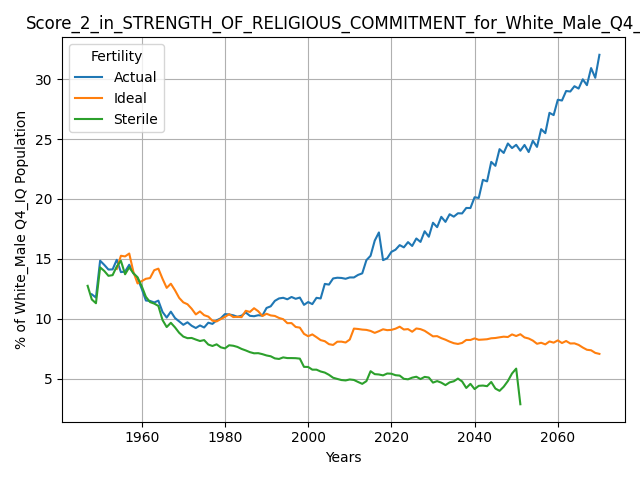 Score_2_in_STRENGTH_OF_RELIGIOUS_COMMITMENT_for_White_Male_Q4_
Fertility
Actual
Ideal
Sterile
% of White_Male Q4_IQ Population
30
25
20
15
10
5
1960 1980 2000 2020 2040 2060
Years